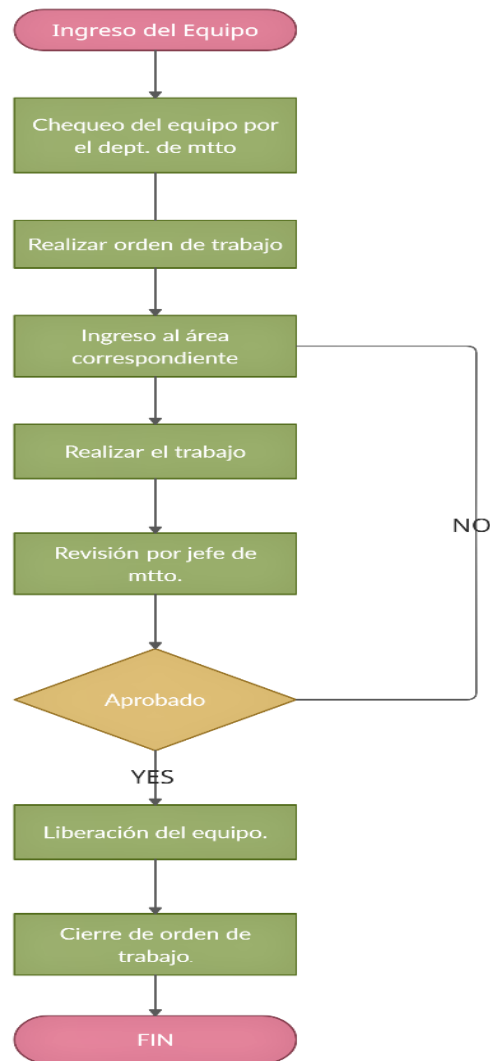 Ingreso del Equipo
Chequeo del equipo por
el dept. de mtto
Realizar orden de trabajo
Ingreso al área
correspondiente
Realizar el trabajo
NO
Revisión por jefe de
mtto.
Aprobado
YES
Liberación del equipo.
Cierre de orden de
trabajo.
FIN